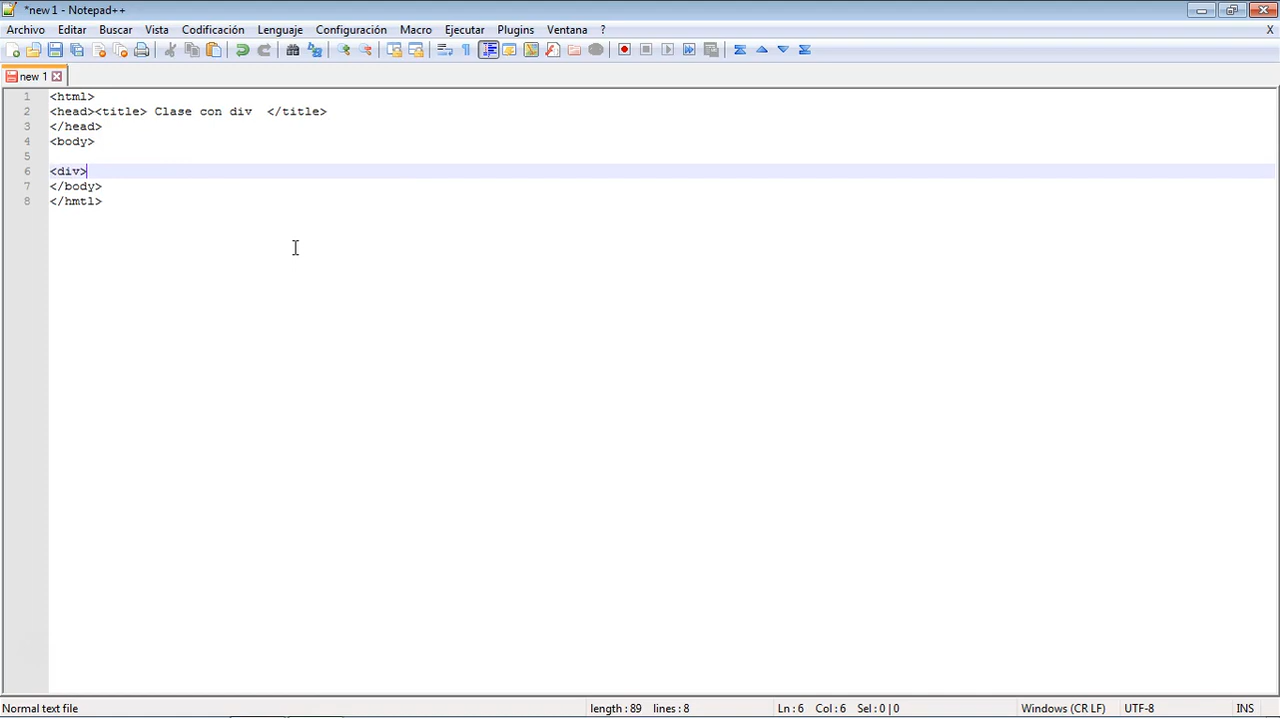 *new 1 - Notepad++
Archivo Editar Buscar Vista Codificación Lenguaje Configuración Macro Ejecutar Plugins Ventana ? X
new 1
1 <html>
2 <head><title> Clase con div  </title>
3 </head>
4 <body>
5
6 <div>
7 </body>
8 </hmtl>
Normal text file length : 89 lines : 8 Ln : 6 Col : 6 Sel : 0 | 0 Windows (CR LF) UTF-8 INS